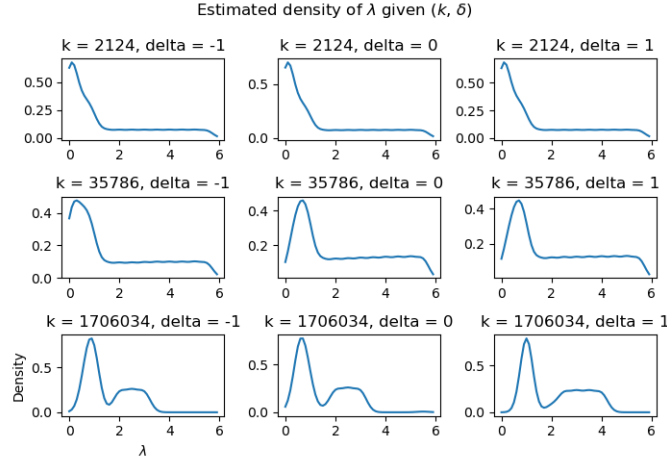 Estimated density of λ given (k, δ)
k = 2124, delta = -1
k = 2124, delta = 0
k = 2124, delta = 1
0.50
0.25
0.00
0.5
0.0
0.50
0.25
0.00
0 2 4 6
0 2 4 6
0 2 4 6
k = 35786, delta = -1
k = 35786, delta = 0
k = 35786, delta = 1
0.4
0.2
0.0
0.4
0.2
0.4
0.2
0 2 4 6
0 2 4 6
0 2 4 6
k = 1706034, delta = -1
k = 1706034, delta = 0
k = 1706034, delta = 1
Density
0.5
0.0
0.5
0.0
0.5
0.0
0 2 4 6
0 2 4 6
0 2 4 6
λ